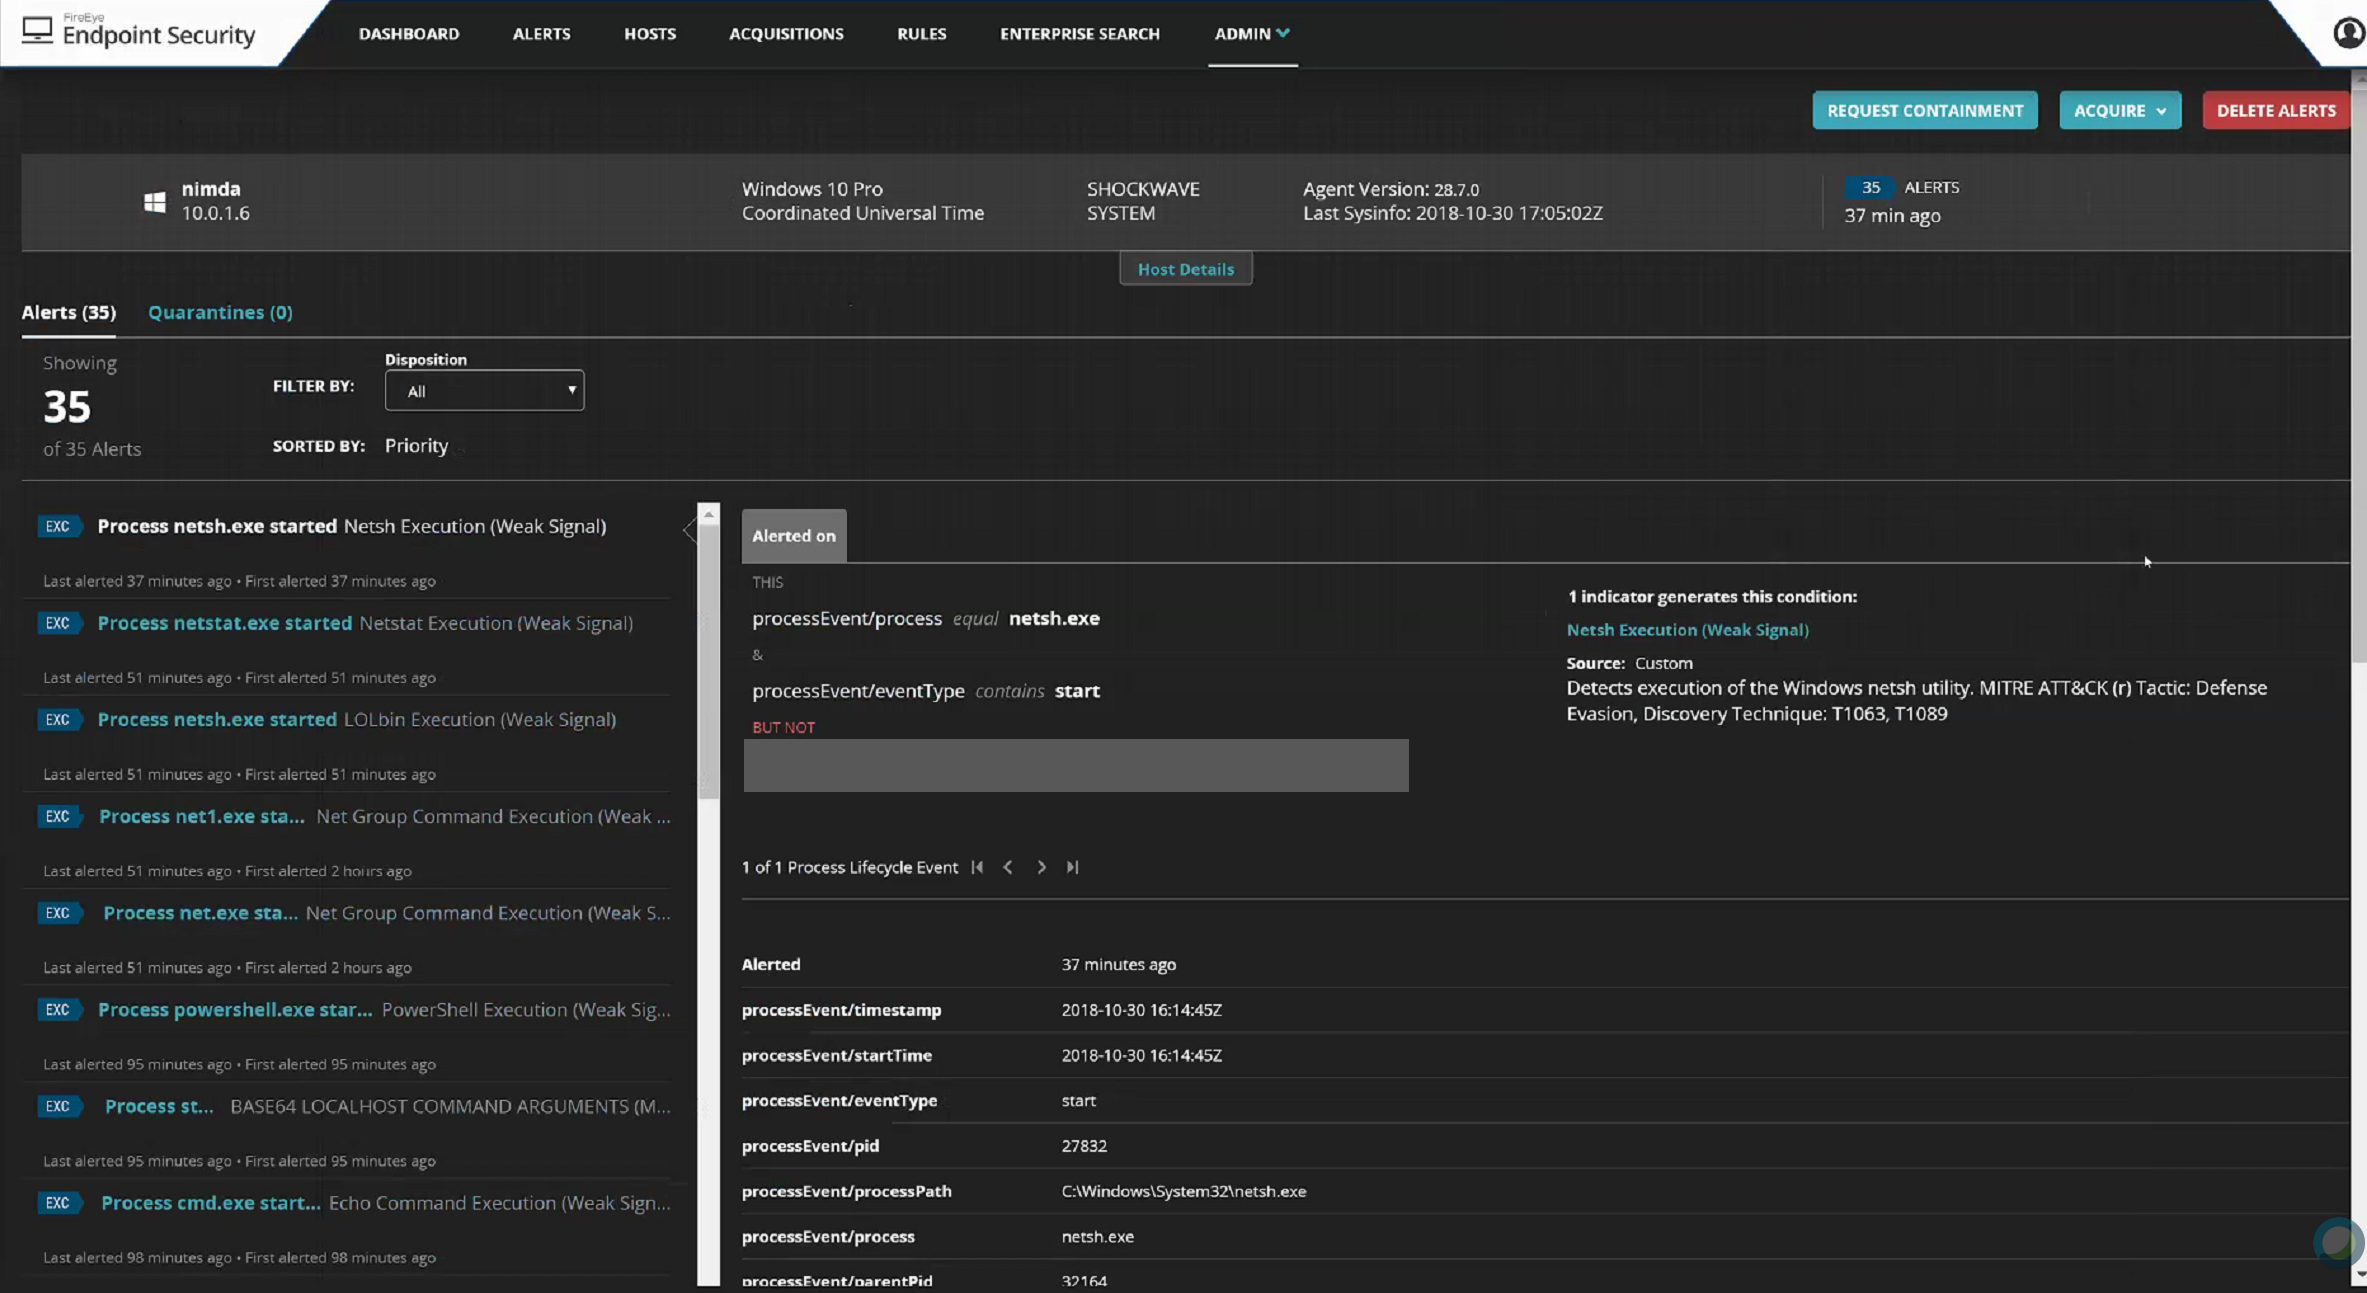 FireEye
Endpoint Security
DASHBOARD ALERTS HOSTS ACQUISITIONS RULES ENTERPRISE SEARCH ADMIN
REQUEST CONTAINMENT ACQUIRE DELETE ALERTS
nimda
10.0.1.6
Windows 10 Pro
Coordinated Universal Time
SHOCKWAVE
SYSTEM
Agent Version: 28.7.0
Last Sysinfo: 2018-10-30 17:05:02Z
35 ALERTS
37 min ago
Host Details
Alerts (35) Quarantines (0)
Showing
35
of 35 Alerts
FILTER BY:
Disposition
All
SORTED BY: Priority
EXC Process netsh.exe started Netsh Execution (Weak Signal)
Last alerted 37 minutes ago • First alerted 37 minutes ago
EXC Process netstat.exe started Netstat Execution (Weak Signal)
Last alerted 51 minutes ago • First alerted 51 minutes ago
EXC Process netsh.exe started LOLbin Execution (Weak Signal)
Last alerted 51 minutes ago • First alerted 51 minutes ago
EXC Process net1.exe sta... Net Group Command Execution (Weak ...
Last alerted 51 minutes ago • First alerted 2 hours ago
EXC Process net.exe sta... Net Group Command Execution (Weak S...
Last alerted 51 minutes ago • First alerted 2 hours ago
EXC Process powershell.exe star... PowerShell Execution (Weak Sig...
Last alerted 95 minutes ago • First alerted 95 minutes ago
EXC Process st... BASE64 LOCALHOST COMMAND ARGUMENTS (M...
Last alerted 95 minutes ago • First alerted 95 minutes ago
EXC Process cmd.exe start... Echo Command Execution (Weak Sign...
Last alerted 98 minutes ago • First alerted 98 minutes ago
Alerted on
THIS
processEvent/process equal netsh.exe
&
processEvent/eventType contains start
BUT NOT
1 indicator generates this condition:
Netsh Execution (Weak Signal)
Source: Custom
Detects execution of the Windows netsh utility. MITRE ATT&CK (r) Tactic: Defense
Evasion, Discovery Technique: T1063, T1089
1 of 1 Process Lifecycle Event
Alerted 37 minutes ago
processEvent/timestamp 2018-10-30 16:14:45Z
processEvent/startTime 2018-10-30 16:14:45Z
processEvent/eventType start
processEvent/pid 27832
processEvent/processPath C:\Windows\System32\netsh.exe
processEvent/process netsh.exe
processEvent/parentPid 32164